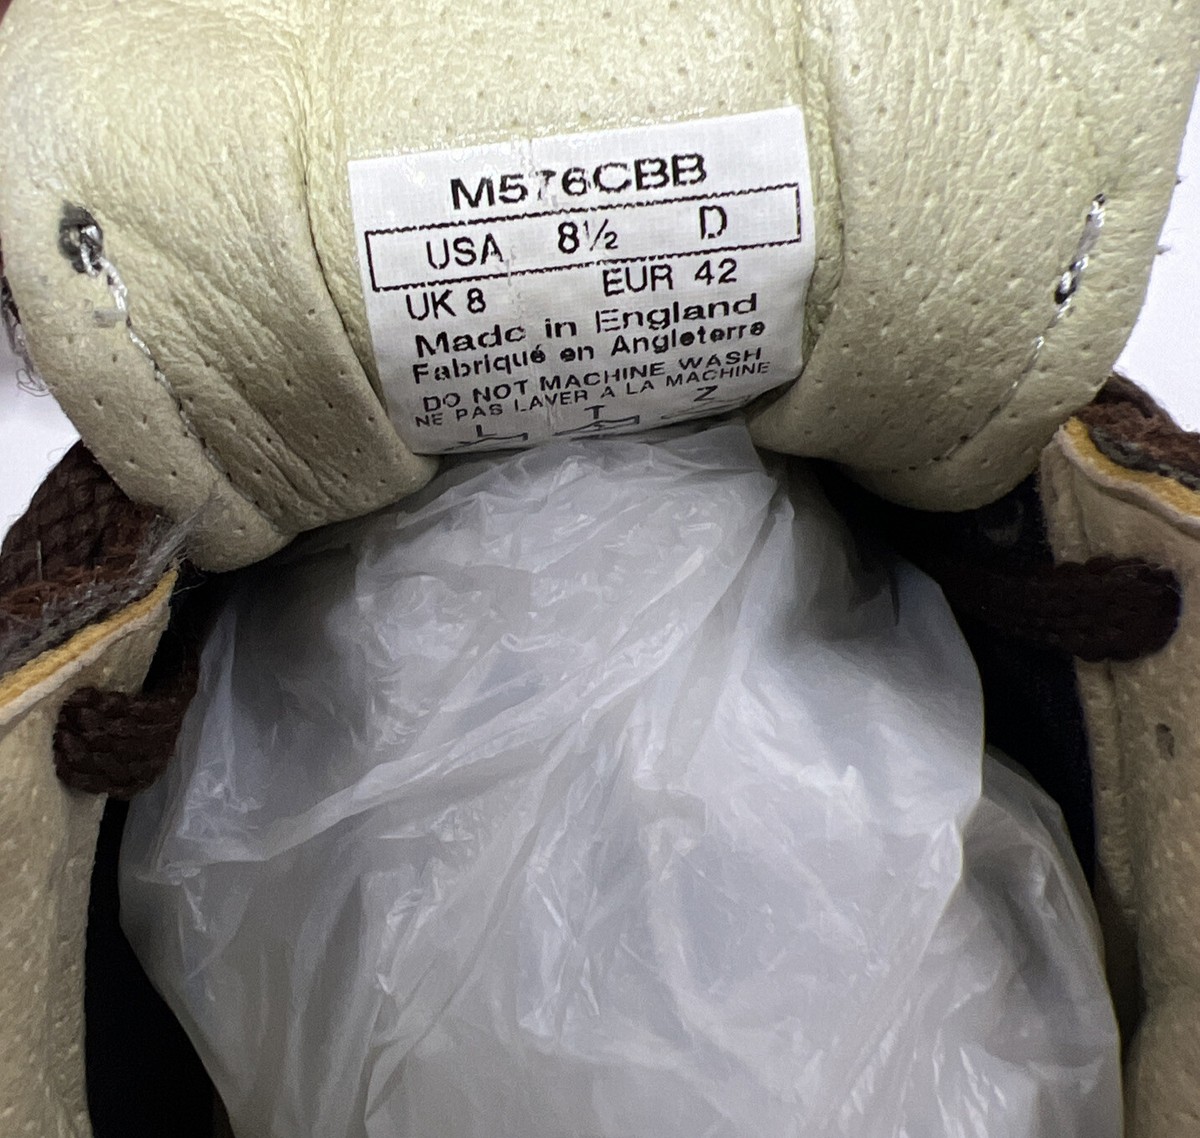 M576CBB
USA 8½ D
UK 8 EUR 42
Made in England
Fabriqué en Angleterre
DO NOT MACHINE WASH
NE PAS LAVER A LA MACHINE
L T Z